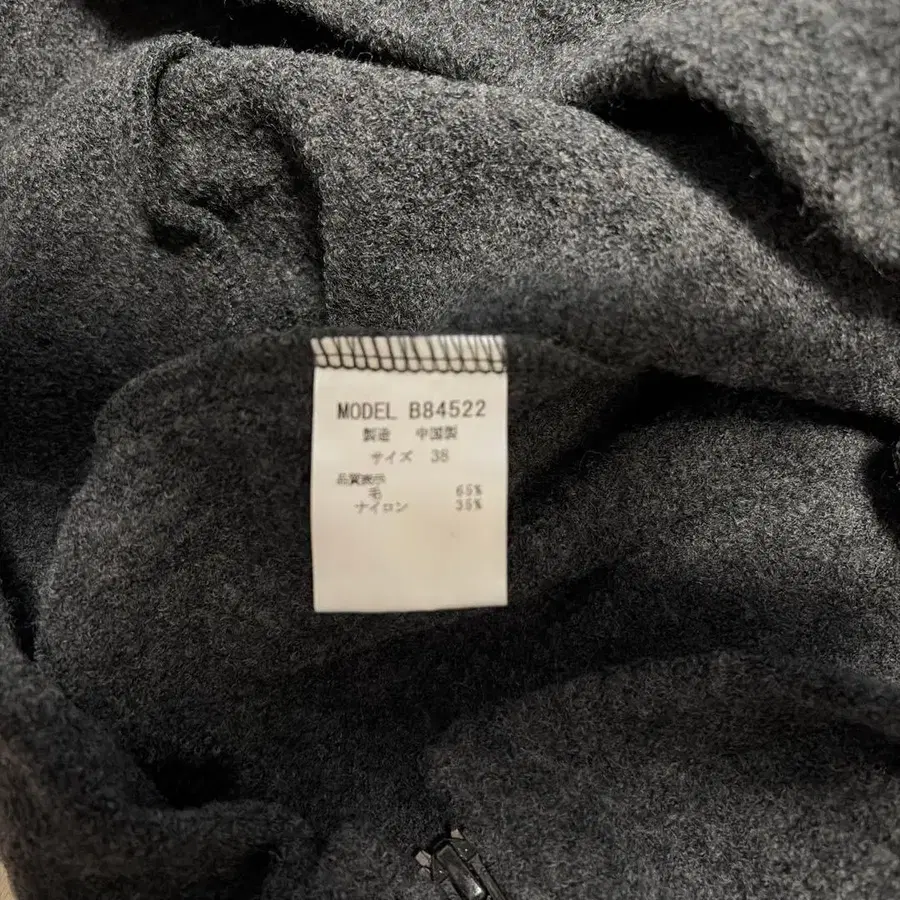 MODEL B84522
製造 中国製
サイズ 38
品質表示
毛 65%
ナイロン 35%